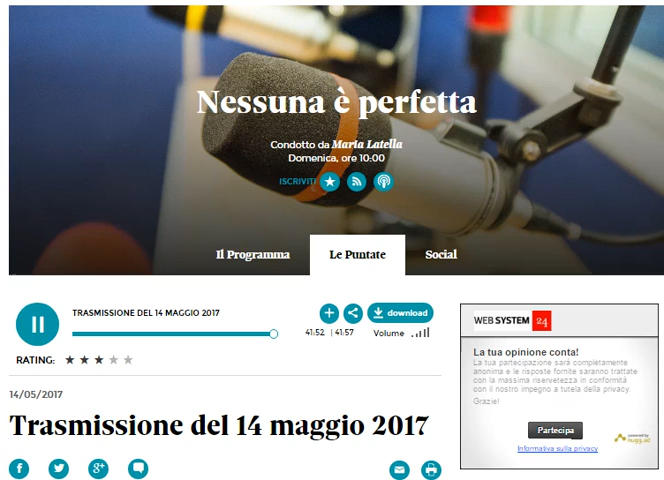 Nessuna è perfetta
Condotto da Maria Latella
Domenica, ore 10:00
ISCRIVITI
Il Programma
Le Puntate
Social
TRASMISSIONE DEL 14 MAGGIO 2017
download
41:52 | 41:57
Volume
RATING:
14/05/2017
Trasmissione del 14 maggio 2017
WEB SYSTEM 24
La tua opinione conta!
La tua partecipazione sarà completamente
anonima e le risposte fornite saranno trattate
con la massima riservetezza in conformità
con il nostro impegno a tutela della privacy.
Grazie!
Partecipa
Informativa sulla privacy
powered by